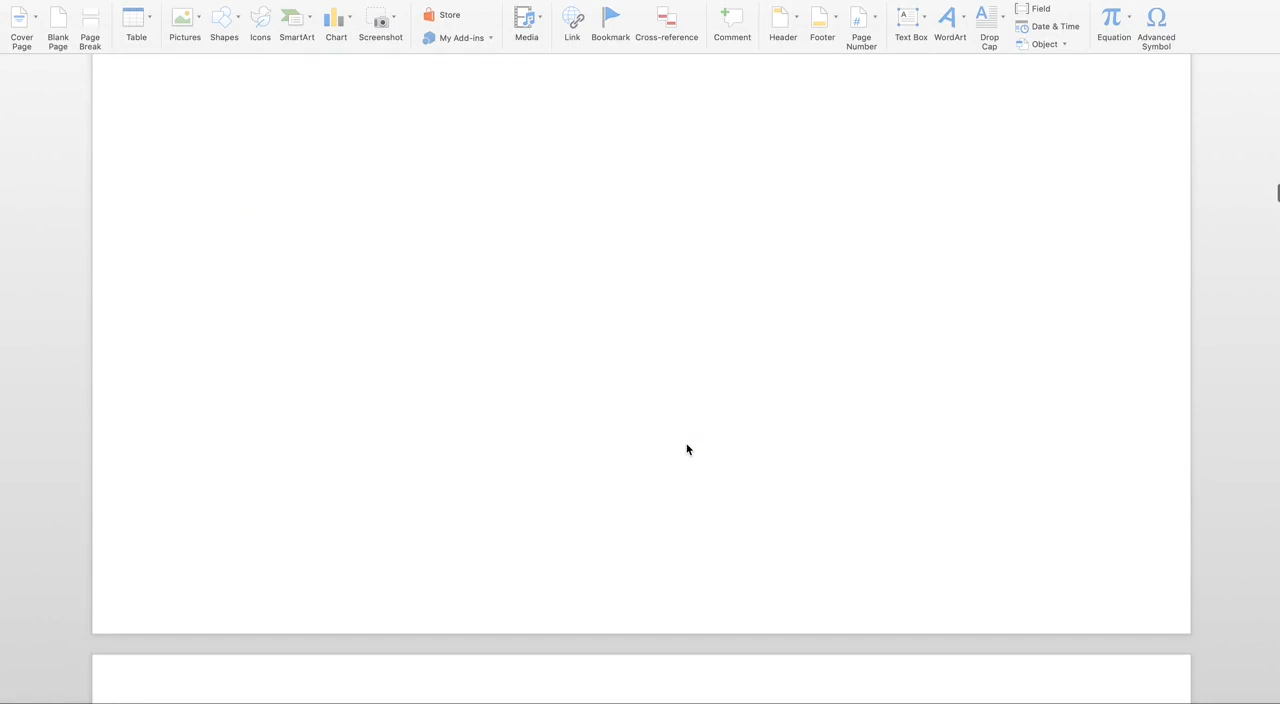 Cover Page
Blank Page
Page Break
Table
Pictures
Shapes
Icons
SmartArt
Chart
Screenshot
Store
My Add-ins
Media
Link
Bookmark
Cross-reference
Comment
Header
Footer
Page Number
Text Box
WordArt
Drop Cap
Field
Date & Time
Object
Equation
Advanced Symbol